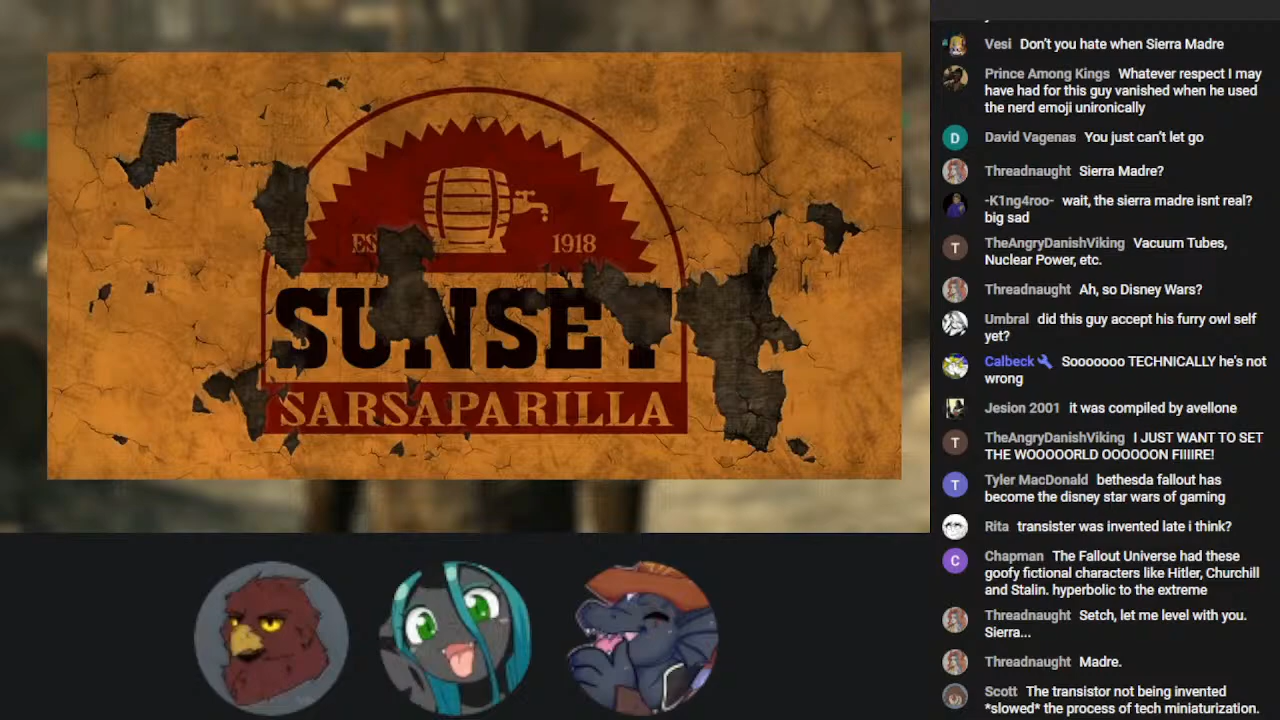 EST
1918
SUNSET
SARSAPARILLA
Vesi Don't you hate when Sierra Madre
Prince Among Kings Whatever respect I may
have had for this guy vanished when he used
the nerd emoji unironically
D
David Vagenas You just can't let go
Threadnaught Sierra Madre?
-K1ng4roo- wait, the sierra madre isnt real?
big sad
T
TheAngryDanishViking Vacuum Tubes,
Nuclear Power, etc.
Threadnaught Ah, so Disney Wars?
Umbral did this guy accept his furry owl self
yet?
Calbeck Sooooooo TECHNICALLY he's not
wrong
Jesion 2001 it was compiled by avellone
T
TheAngryDanishViking I JUST WANT TO SET
THE WOOOOORLD OOOOOON FIIIIRE!
T
Tyler MacDonald bethesda fallout has
become the disney star wars of gaming
Rita transister was invented late i think?
C
Chapman The Fallout Universe had these
goofy fictional characters like Hitler, Churchill
and Stalin. hyperbolic to the extreme
Threadnaught Setch, let me level with you.
Sierra...
Threadnaught Madre.
Scott The transistor not being invented
*slowed* the process of tech miniaturization.